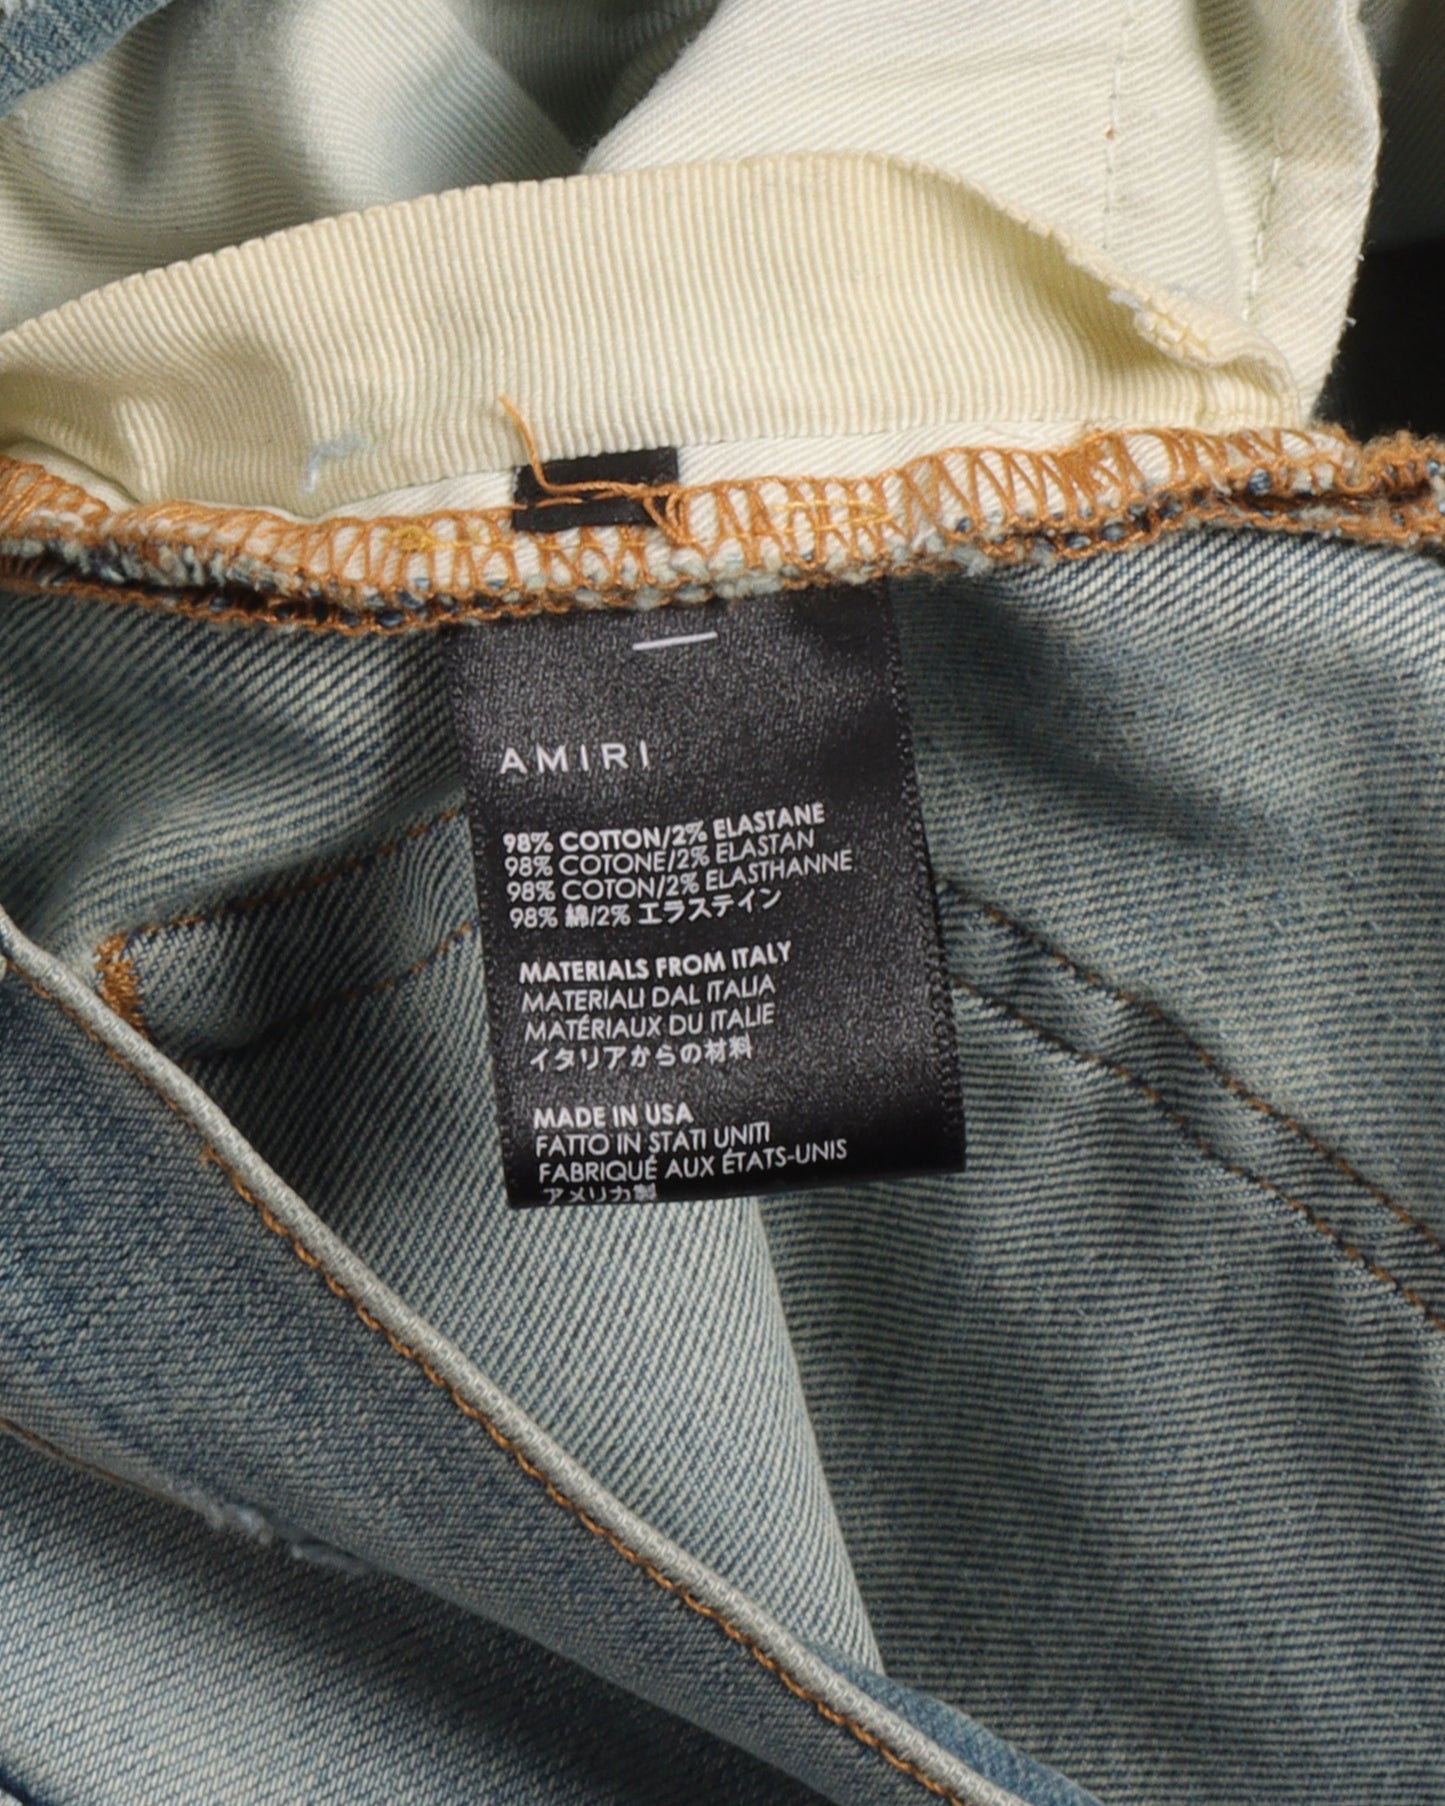 AMIRI
98% COTTON/2% ELASTANE
98% COTONE/2% ELASTAN
98% COTON/2% ELASTHANNE
98% 綿/2% エラステイン
MATERIALS FROM ITALY
MATERIALI DAL ITALIA
MATÉRIAUX DU ITALIE
イタリアからの材料
MADE IN USA
FATTO IN STATI UNITI
FABRIQUÉ AUX ÉTATS-UNIS
アメリカ製